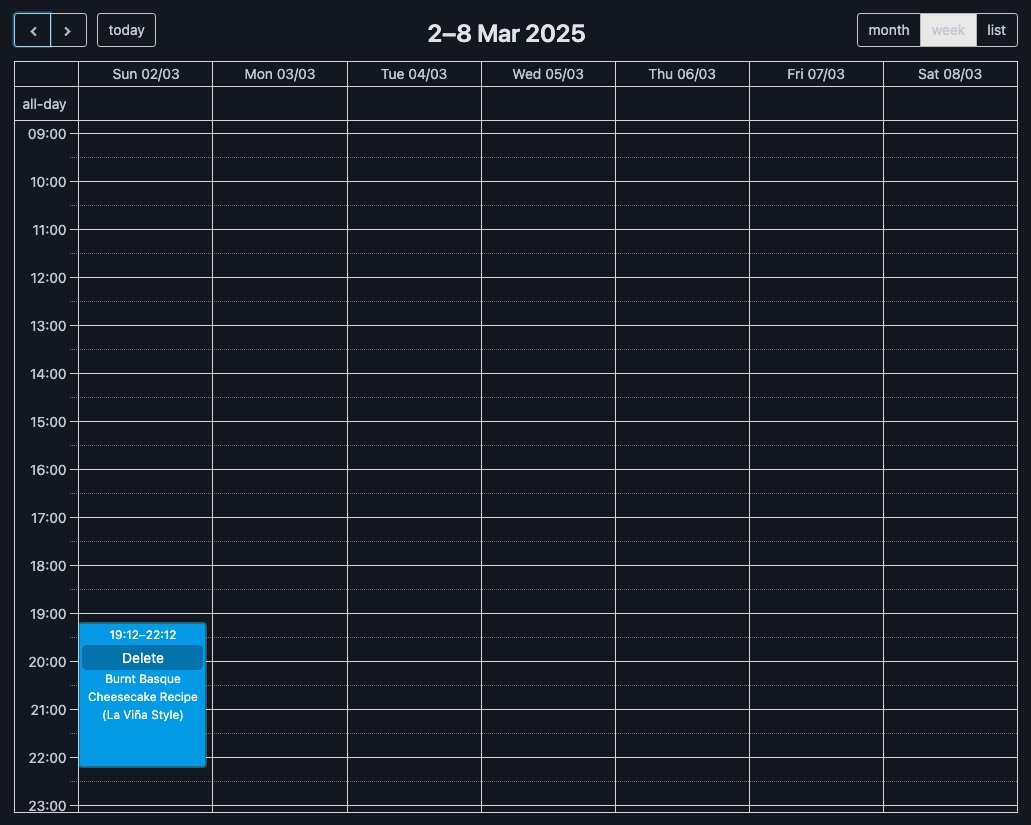 today
2–8 Mar 2025
month week list
Sun 02/03 Mon 03/03 Tue 04/03 Wed 05/03 Thu 06/03 Fri 07/03 Sat 08/03
all-day
09:00
10:00
11:00
12:00
13:00
14:00
15:00
16:00
17:00
18:00
19:00
19:12–22:12
Delete
20:00
Burnt Basque
Cheesecake Recipe
21:00
(La Viña Style)
22:00
23:00